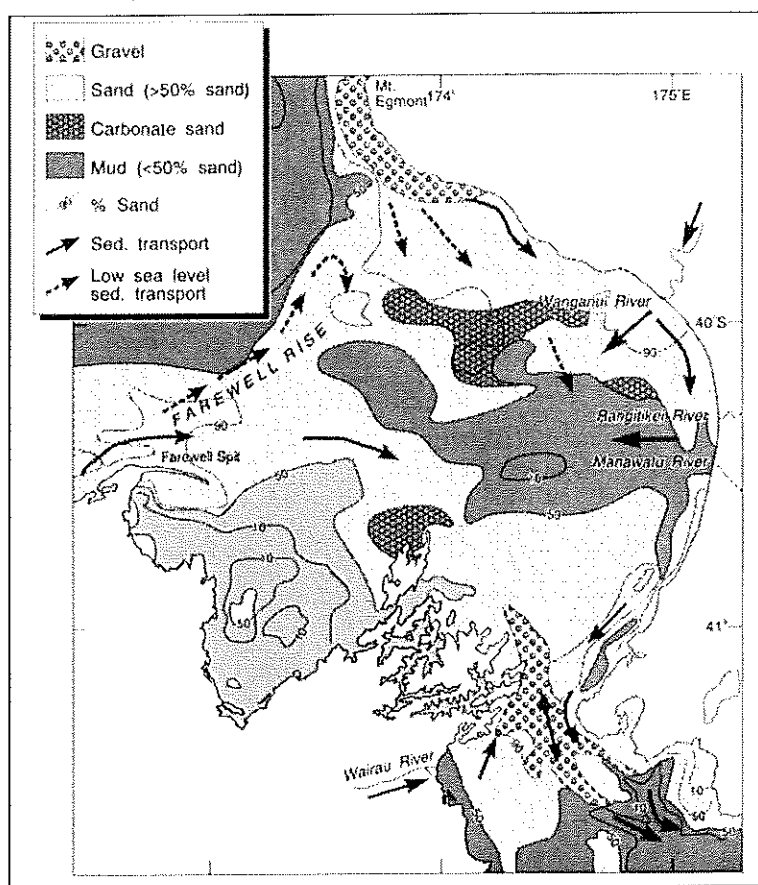 Gravel
Sand (>50% sand)
Carbonate sand
Mud (<50% sand)
% Sand
Sed. transport
Low sea level
sed. transport
Mt.
Egmont
174°
175°E
Wanganui River
40°S
90
FAREWELL RISE
90
Farewell Spit
Rangitikei River
Manawatu River
50
50
10
10
50
41°
Wairau River
90
10
50
10